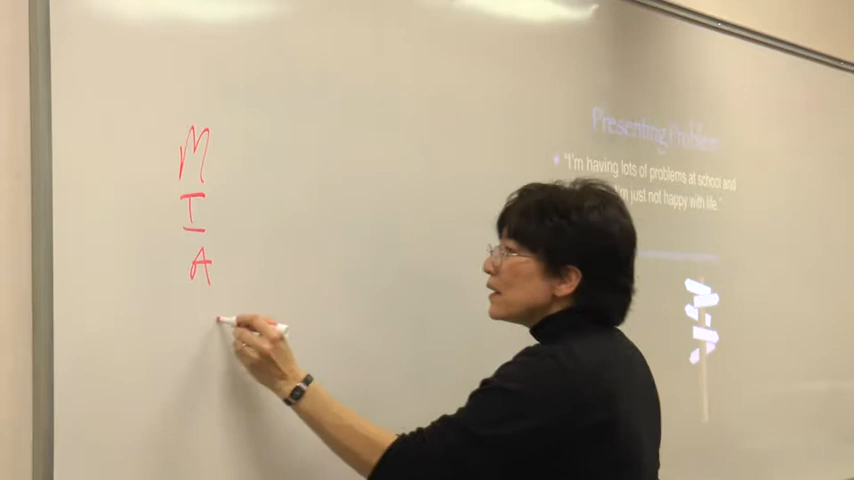 M
I
A
Presenting Problem
"I'm having lots of problems at school and
I'm just not happy with life."